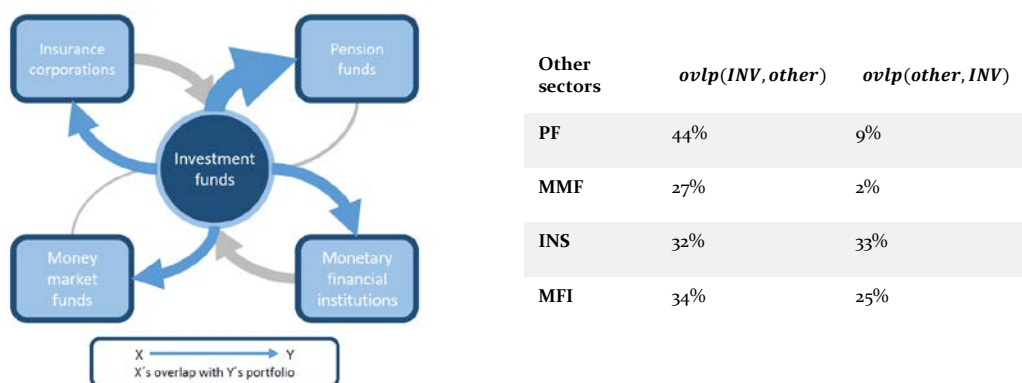 Insurance
corporations
Pension
funds
Investment
funds
Money
market
funds
Monetary
financial
institutions
X Y
X´s overlap with Y´s portfolio
Other
sectors
ovlp(INV, other) ovlp(other, INV)
PF 44% 9%
MMF 27% 2%
INS 32% 33%
MFI 34% 25%